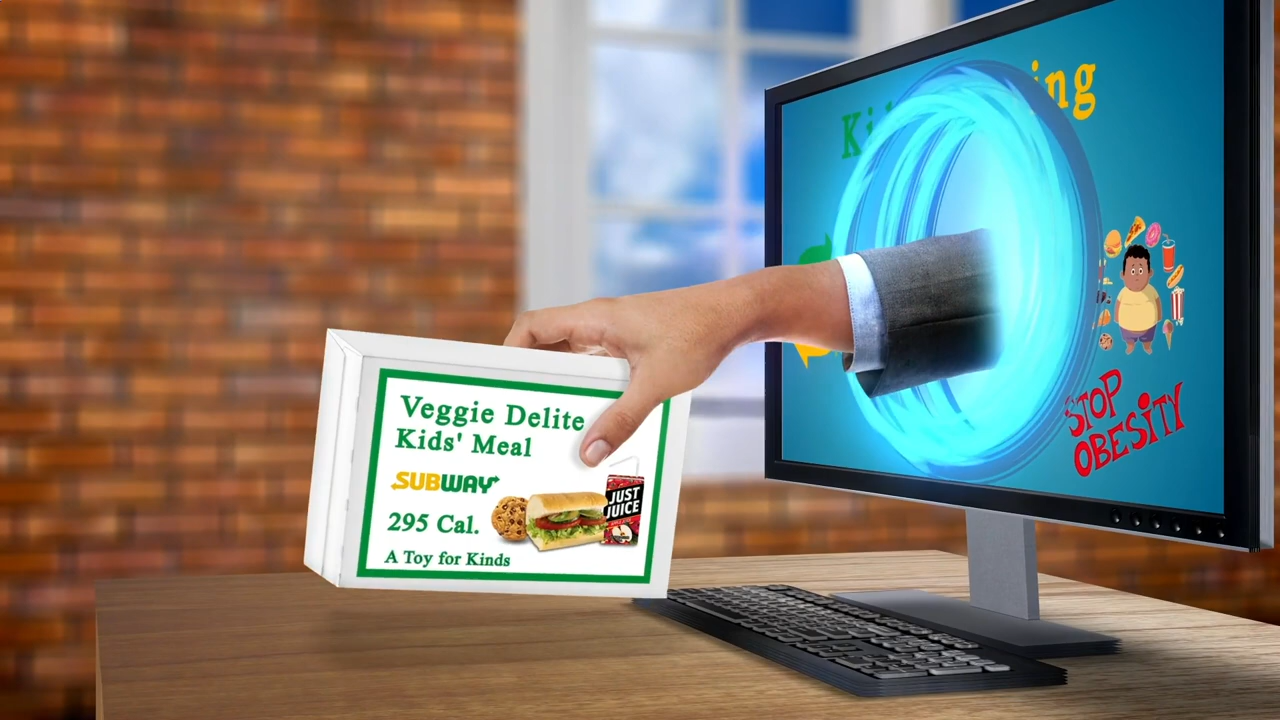 Veggie Delite
Kids' Meal
SUBWAY
295 Cal.
A Toy for Kinds
JUST
JUICE
STOP
OBESITY